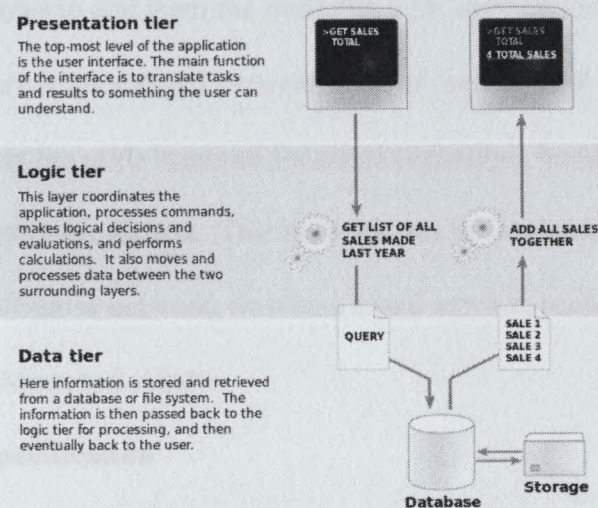 Presentation tier
The top-most level of the application
is the user interface. The main function
of the interface is to translate tasks
and results to something the user can
understand.
>GET SALES
TOTAL
>GET SALES
TOTAL
4 TOTAL SALES
Logic tier
This layer coordinates the
application, processes commands,
makes logical decisions and
evaluations, and performs
calculations. It also moves and
processes data between the two
surrounding layers.
GET LIST OF ALL
SALES MADE
LAST YEAR
ADD ALL SALES
TOGETHER
QUERY
SALE 1
SALE 2
SALE 3
SALE 4
Data tier
Here information is stored and retrieved
from a database or file system. The
information is then passed back to the
logic tier for processing, and then
eventually back to the user.
Database
Storage